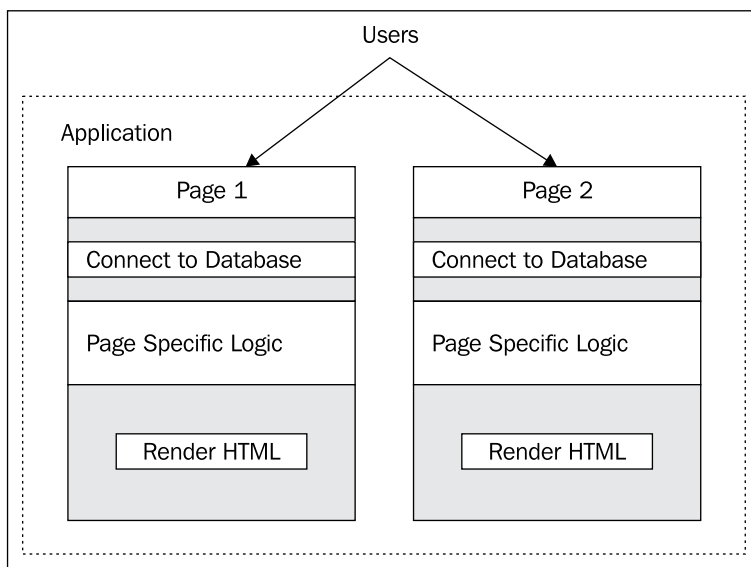 Users
Application
Page 1
Connect to Database
Page Specific Logic
Render HTML
Page 2
Connect to Database
Page Specific Logic
Render HTML